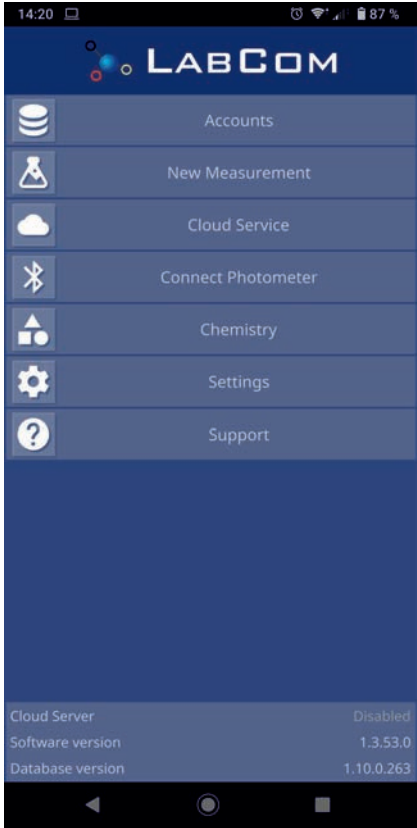 14:20 87 %
LABCOM
Accounts
New Measurement
Cloud Service
Connect Photometer
Chemistry
Settings
? Support
Cloud Server Disabled
Software version 1.3.53.0
Database version 1.10.0.263